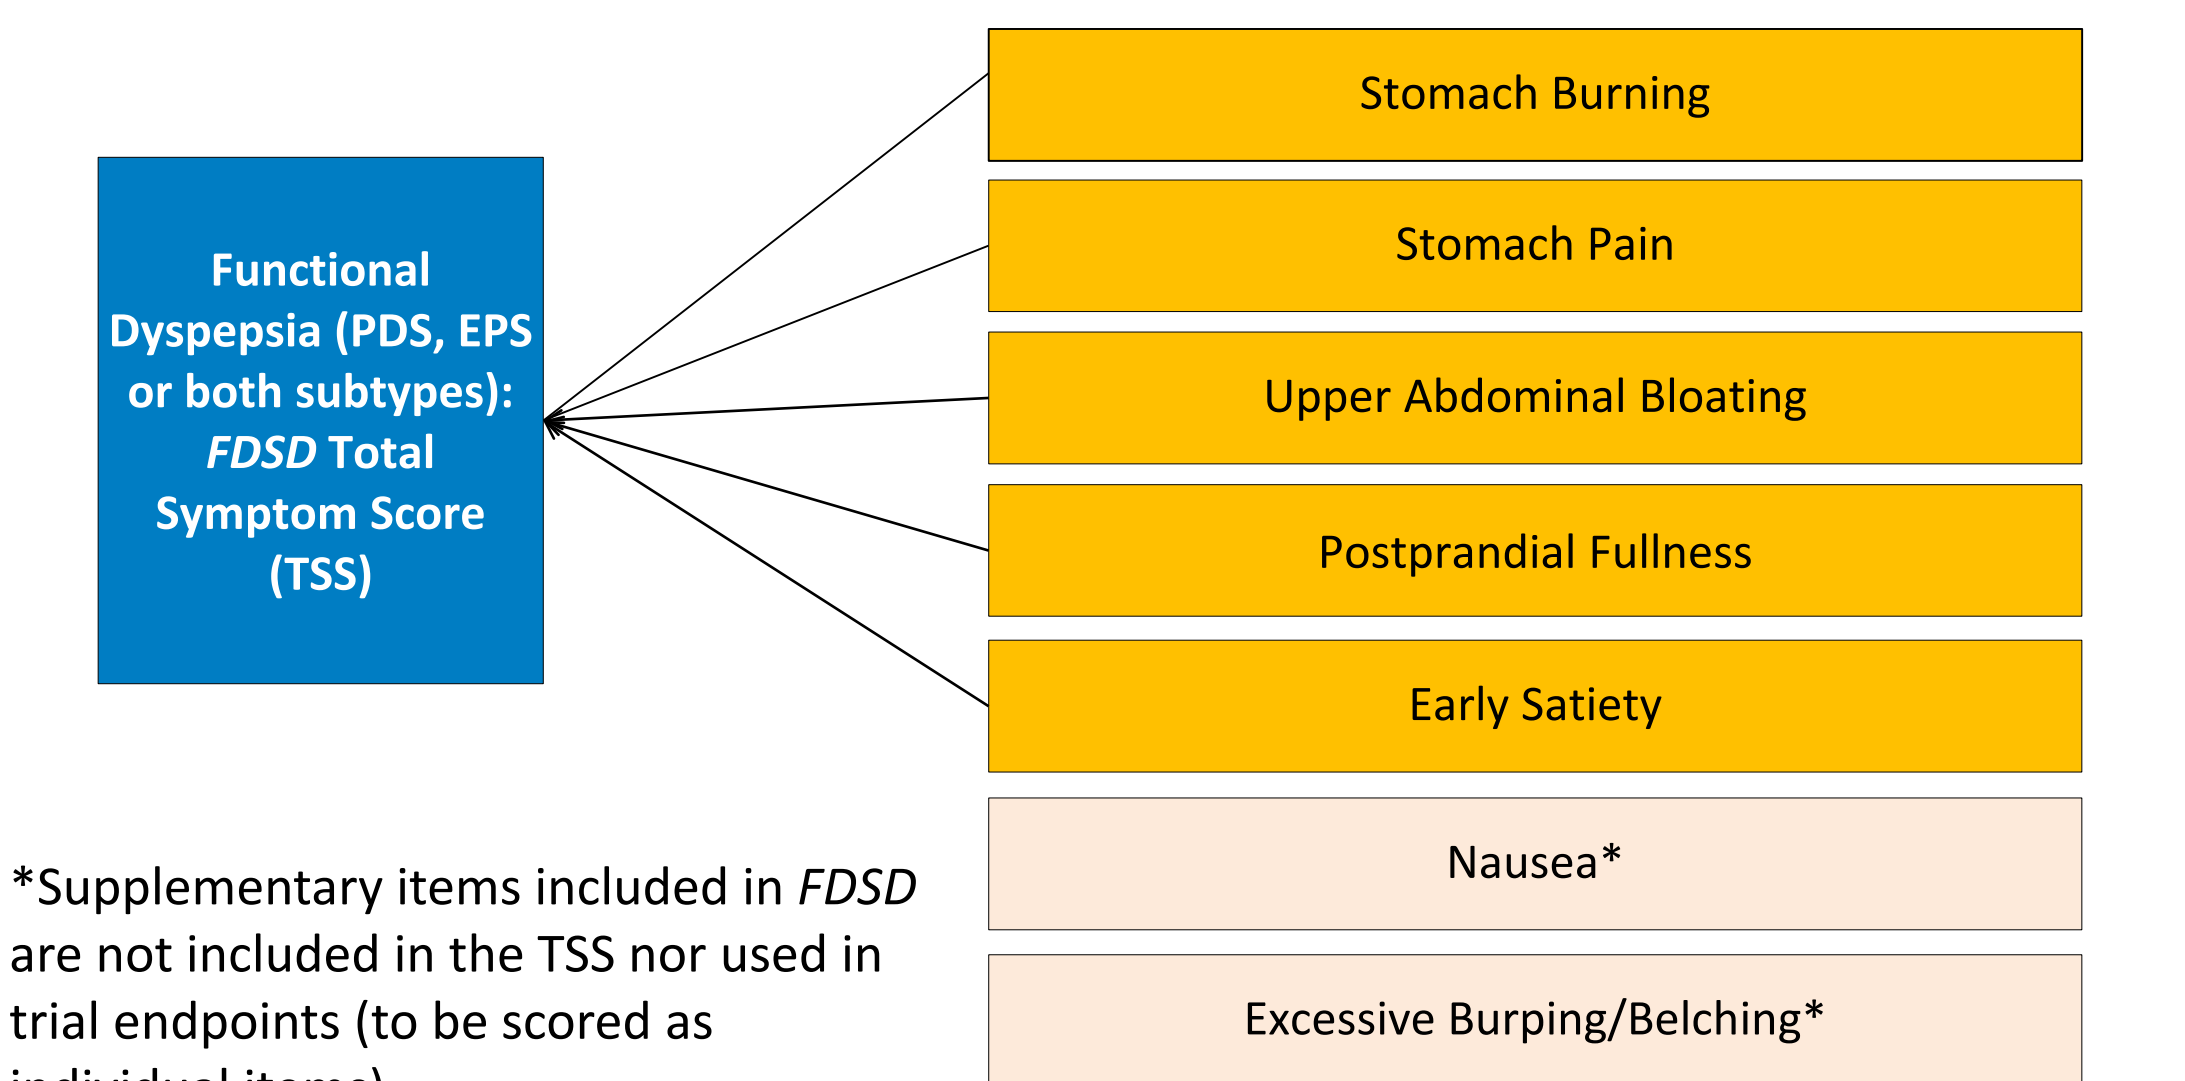 Functional
Dyspepsia (PDS, EPS
or both subtypes):
FDSD Total
Symptom Score
(TSS)
Stomach Burning
Stomach Pain
Upper Abdominal Bloating
Postprandial Fullness
Early Satiety
Nausea*
Excessive Burping/Belching*
*Supplementary items included in FDSD
are not included in the TSS nor used in
trial endpoints (to be scored as
individual items)